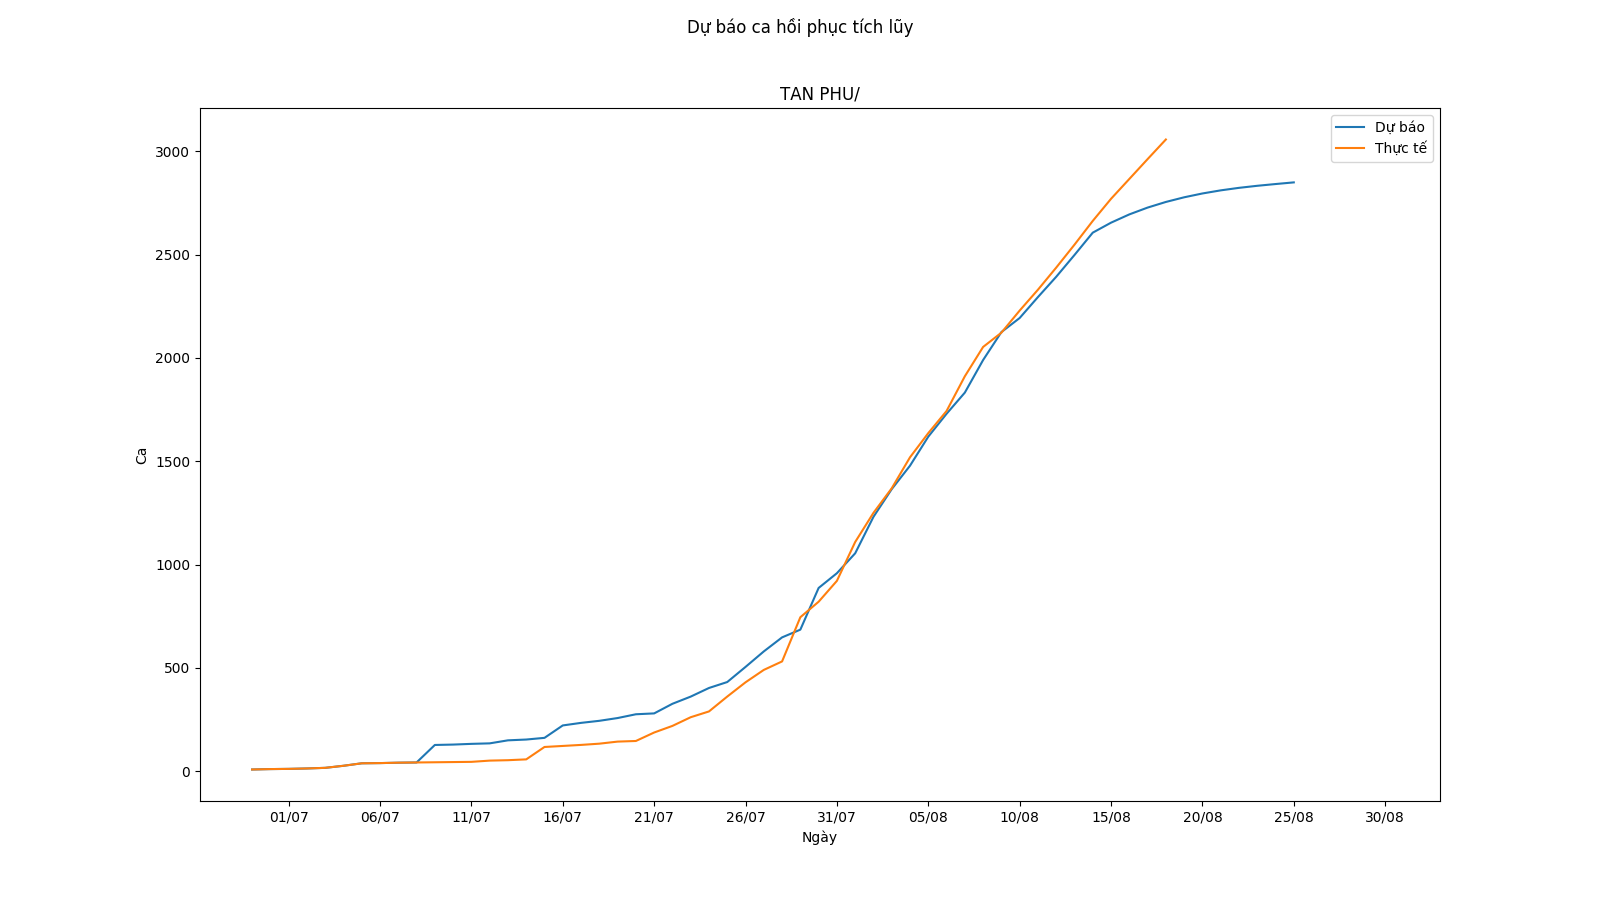 Dự báo ca hồi phục tích lũy
TAN PHU/
Dự báo
Thực tế
3000
2500
2000
1500
1000
500
0
Ca
01/07 06/07 11/07 16/07 21/07 26/07 31/07 05/08 10/08 15/08 20/08 25/08 30/08
Ngày